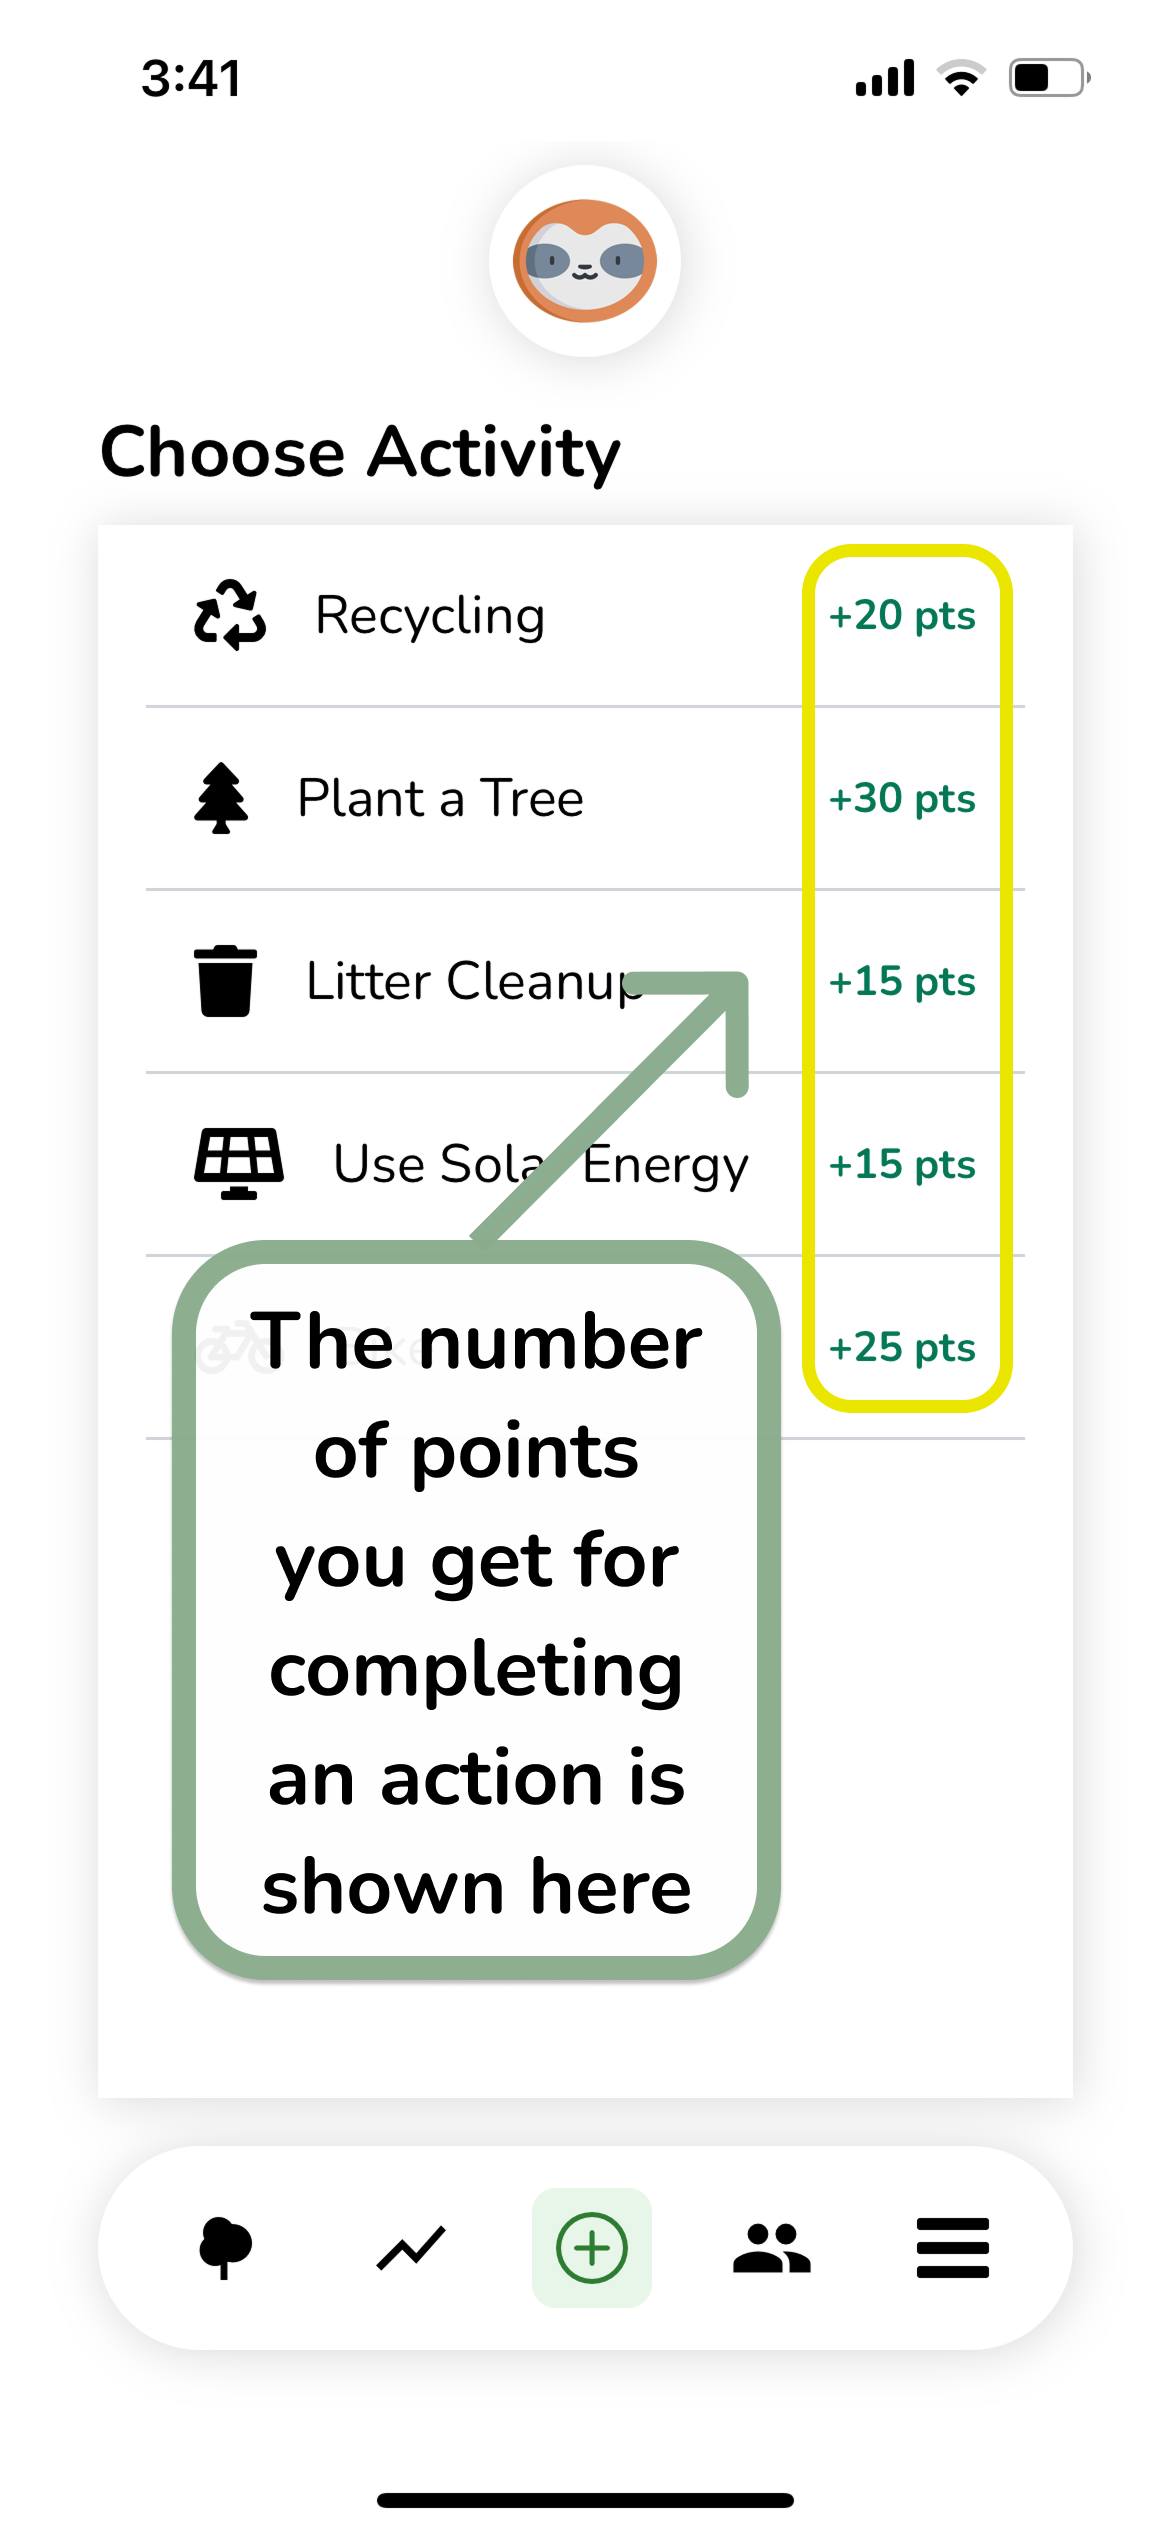 3:41
Choose Activity
Recycling +20 pts
Plant a Tree +30 pts
Litter Cleanup +15 pts
Use Solar Energy +15 pts
Bike +25 pts
The number
of points
you get for
completing
an action is
shown here